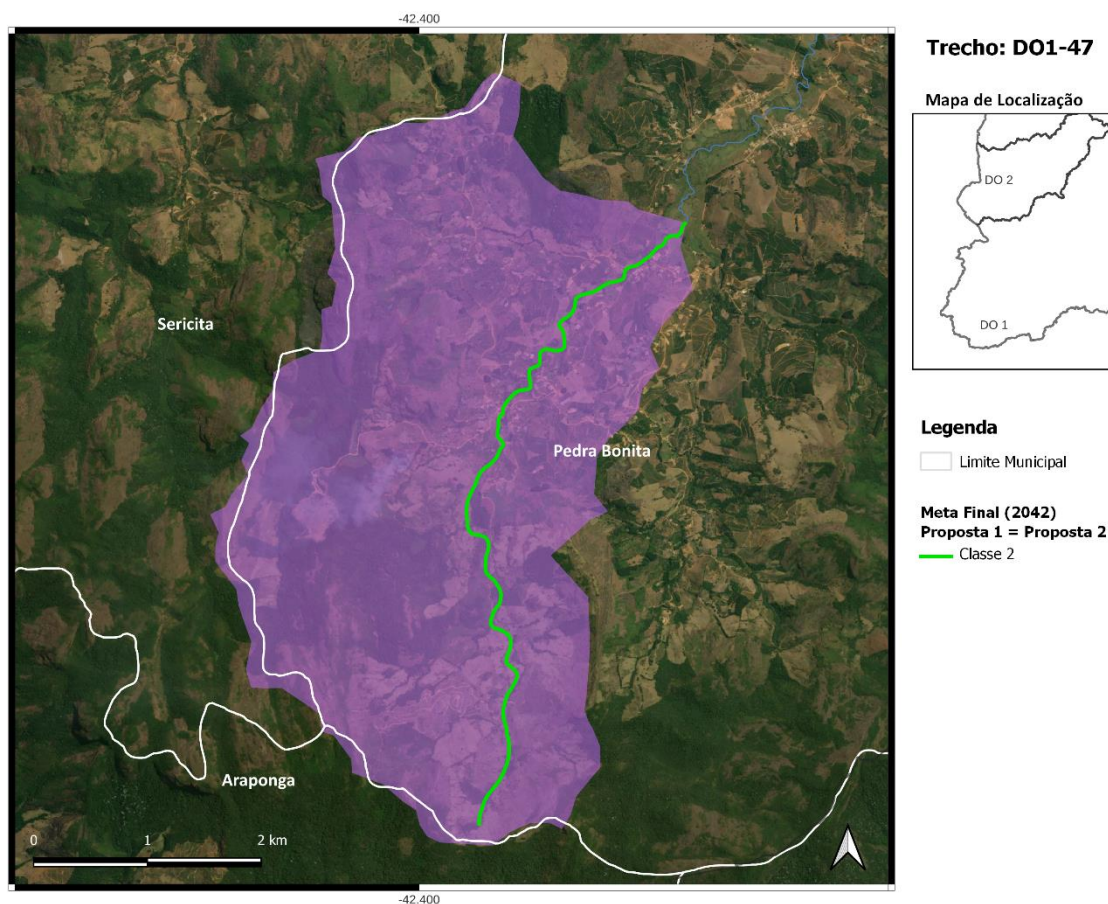 -42.400
Trecho: DO1-47
Mapa de Localização
DO 2
DO 1
Sericita
Pedra Bonita
Araponga
Legenda
Limite Municipal
Meta Final (2042)
Proposta 1 = Proposta 2
Classe 2
0 1 2 km
-42.400